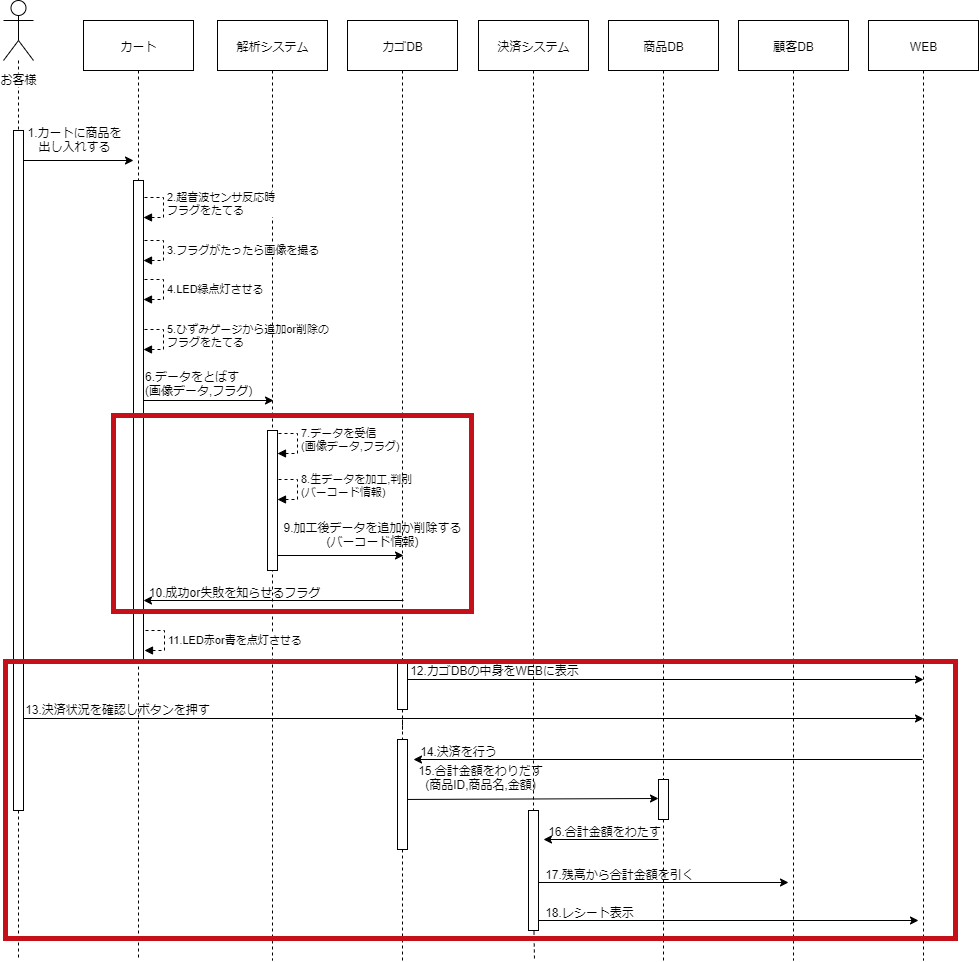 お客様
カート
解析システム
カゴDB
決済システム
商品DB
顧客DB
WEB
1.カートに商品を
出し入れする
2.超音波センサ反応時
フラグをたてる
3.フラグがたったら画像を撮る
4.LED緑点灯させる
5.ひずみゲージから追加or削除の
フラグをたてる
6.データをとばす
(画像データ,フラグ)
7.データを受信
(画像データ,フラグ)
8.生データを加工,判別
(バーコード情報)
9.加工後データを追加か削除する
(バーコード情報)
10.成功or失敗を知らせるフラグ
11.LED赤or青を点灯させる
12.カゴDBの中身をWEBに表示
13.決済状況を確認しボタンを押す
14.決済を行う
15.合計金額をわりだす
(商品ID,商品名,金額)
16.合計金額をわたす
17.残高から合計金額を引く
18.レシート表示